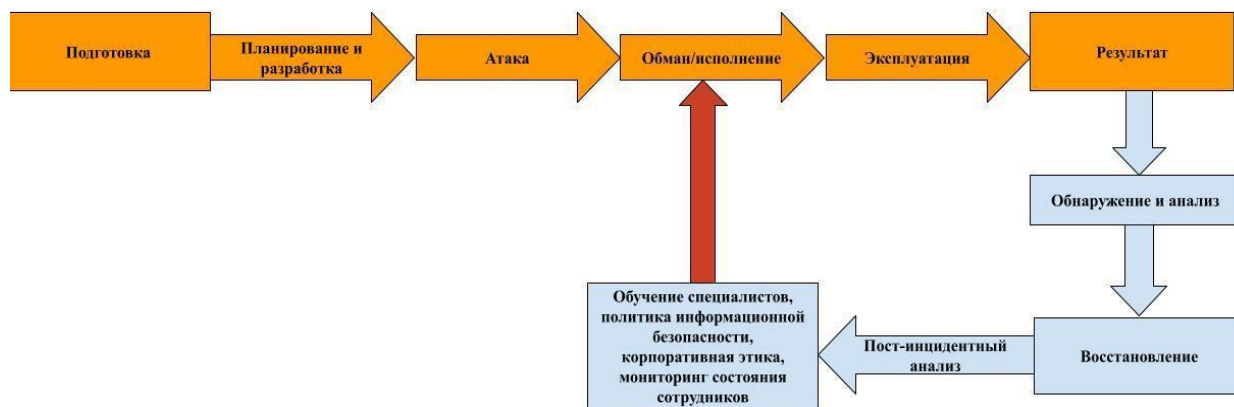 Подготовка
Планирование и
разработка
Атака
Обман/исполнение
Эксплуатация
Результат
Обнаружение и анализ
Восстановление
Пост-инцидентный
анализ
Обучение специалистов,
политика информационной
безопасности,
корпоративная этика,
мониторинг состояния
сотрудников